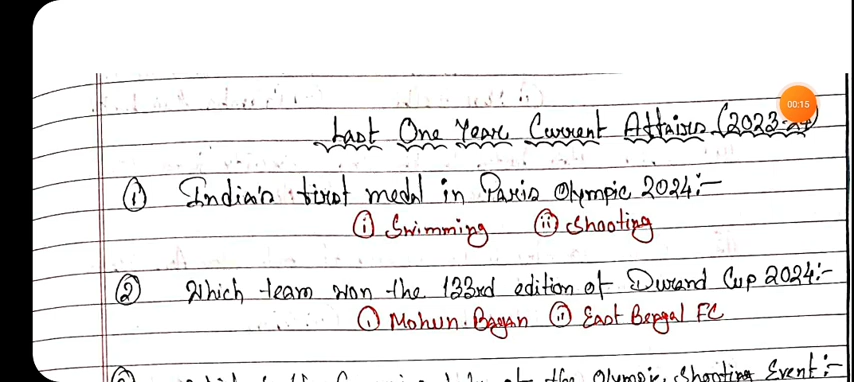 00:15
Last One Year Current Affairs (2023-24)
① India's first medal in Paris Olympic 2024:-
ⓘ Swimming ⓘⓘ Shooting
② Which team won the 133rd edition of Durand Cup 2024:-
ⓘ Mohun Bagan ⓘⓘ East Bengal FC
the Olympic Shooting Event:-